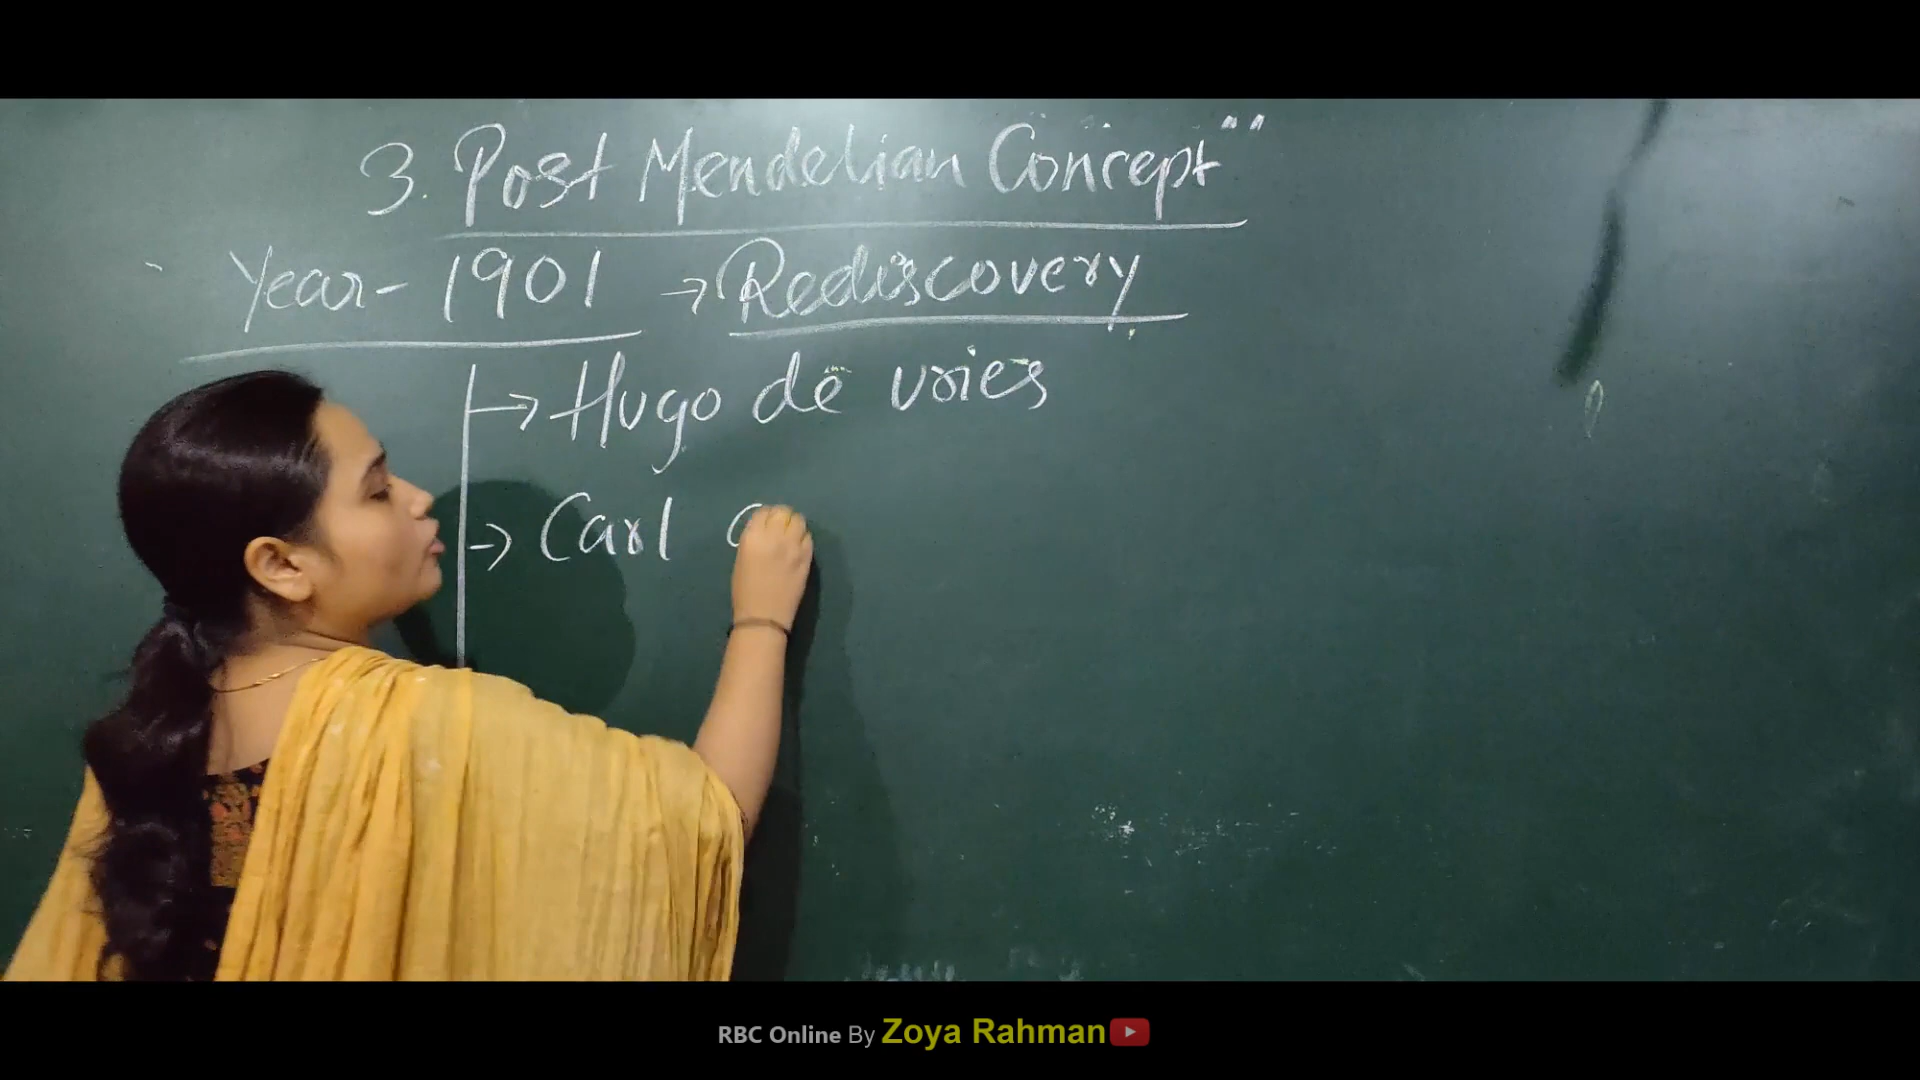 3. Post Mendelian Concept"
Year- 1901 → Rediscovery
→ Hugo de vries
→ Carl C
RBC Online By Zoya Rahman